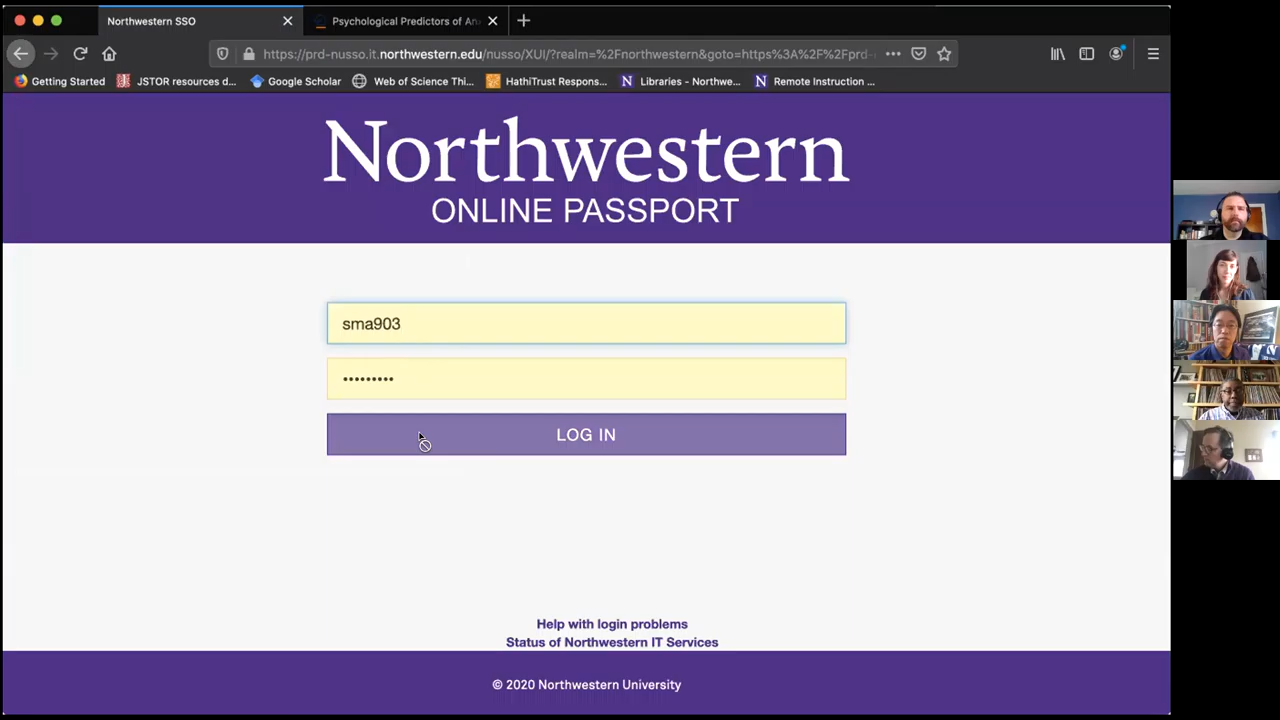 Northwestern SSO
Psychological Predictors of An
https://prd-nusso.it.northwestern.edu/nusso/XUI/?realm=%2Fnorthwestern&goto=https%3A%2F%2Fprd-
Getting Started JSTOR resources d... Google Scholar Web of Science Thi... HathiTrust Respons... N Libraries - Northwe... N Remote Instruction ...
Northwestern
ONLINE PASSPORT
sma903
•••••••••
LOG IN
Help with login problems
Status of Northwestern IT Services
© 2020 Northwestern University